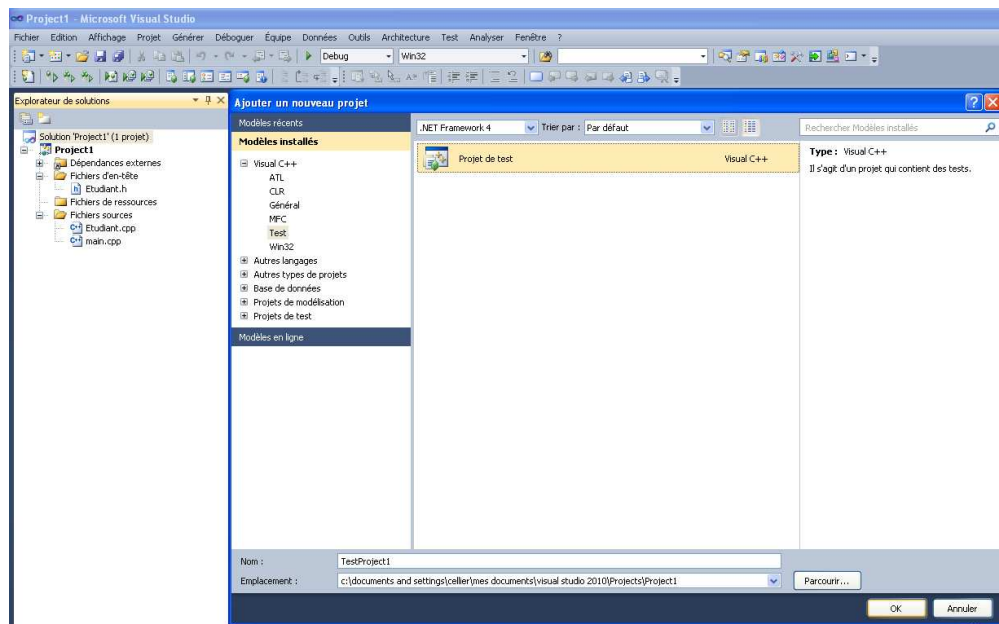 Project1 - Microsoft Visual Studio
Fichier Edition Affichage Projet Générer Déboguer Équipe Données Outils Architecture Test Analyser Fenêtre ?
Debug Win32
Explorateur de solutions
Ajouter un nouveau projet
Solution 'Project1' (1 projet)
Project1
Dépendances externes
Fichiers d'en-tête
Etudiant.h
Fichiers de ressources
Fichiers sources
Etudiant.cpp
main.cpp
Modèles récents
Modèles installés
Visual C++
ATL
CLR
Général
MFC
Test
Win32
Autres langages
Autres types de projets
Base de données
Projets de modélisation
Projets de test
Modèles en ligne
.NET Framework 4 Trier par : Par défaut
Projet de test Visual C++
Rechercher Modèles installés
Type : Visual C++
Il s'agit d'un projet qui contient des tests.
Nom : TestProject1
Emplacement : c:\documents and settings\cellier\mes documents\visual studio 2010\Projects\Project1
Parcourir...
OK Annuler